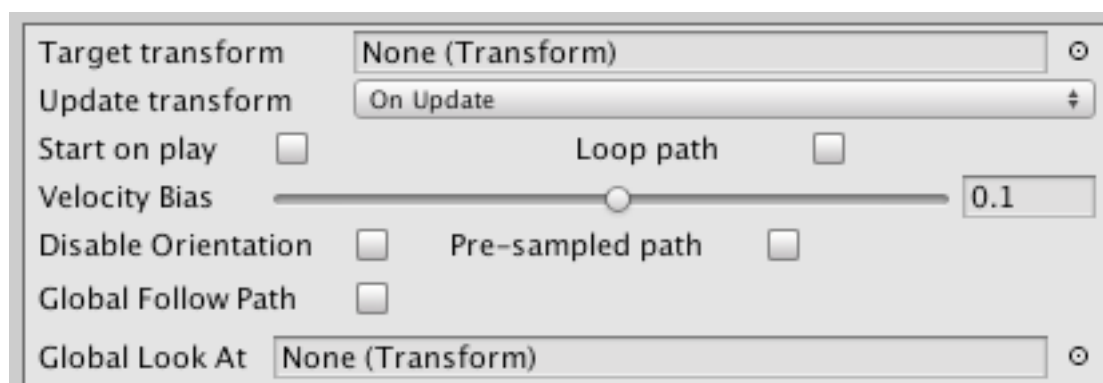 Target transform None (Transform)
Update transform On Update
Start on play Loop path
Velocity Bias 0.1
Disable Orientation Pre-sampled path
Global Follow Path
Global Look At None (Transform)